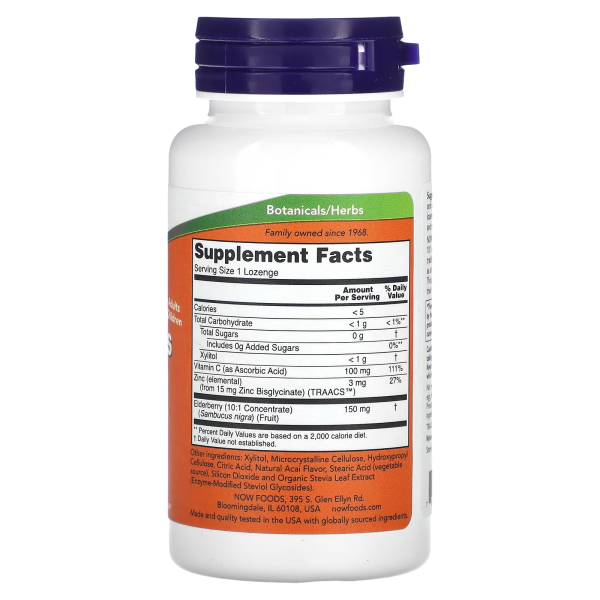 Botanicals/Herbs
Family owned since 1968.
Supplement Facts
Serving Size 1 Lozenge
Amount Per Serving % Daily Value
Calories < 5
Total Carbohydrate < 1 g < 1%**
Total Sugars 0 g †
Includes 0g Added Sugars 0%**
Xylitol < 1 g †
Vitamin C (as Ascorbic Acid) 100 mg 111%
Zinc (elemental) 3 mg 27%
(from 15 mg Zinc Bisglycinate) (TRAACS™)
Elderberry (10:1 Concentrate) 150 mg †
(Sambucus nigra) (Fruit)
** Percent Daily Values are based on a 2,000 calorie diet.
† Daily Value not established.
Other ingredients: Xylitol, Microcrystalline Cellulose, Hydroxypropyl
Cellulose, Citric Acid, Natural Acai Flavor, Stearic Acid (vegetable
source), Silicon Dioxide and Organic Stevia Leaf Extract
(Enzyme-Modified Steviol Glycosides).
NOW FOODS, 395 S. Glen Ellyn Rd.
Bloomingdale, IL 60108, USA nowfoods.com
Made and quality tested in the USA with globally sourced ingredients.